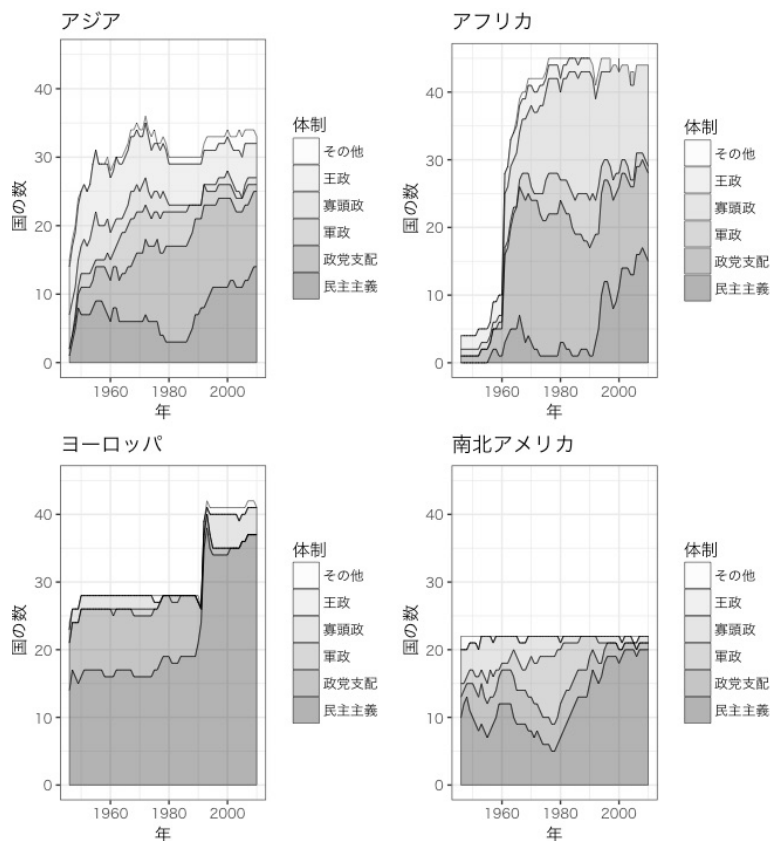 アジア
国の数
40
30
20
10
0
1960
1980
2000
年
体制
その他
王政
寡頭政
軍政
政党支配
民主主義
アフリカ
国の数
40
30
20
10
0
1960
1980
2000
年
体制
その他
王政
寡頭政
軍政
政党支配
民主主義
ヨーロッパ
国の数
40
30
20
10
0
1960
1980
2000
年
体制
その他
王政
寡頭政
軍政
政党支配
民主主義
南北アメリカ
国の数
40
30
20
10
0
1960
1980
2000
年
体制
その他
王政
寡頭政
軍政
政党支配
民主主義